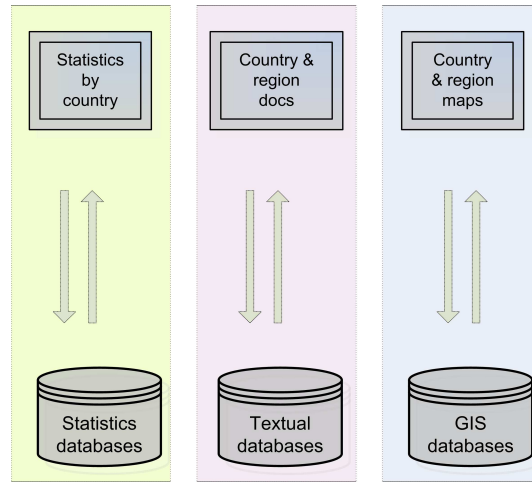 Statistics
by
country
Country &
region
docs
Country
& region
maps
Statistics
databases
Textual
databases
GIS
databases